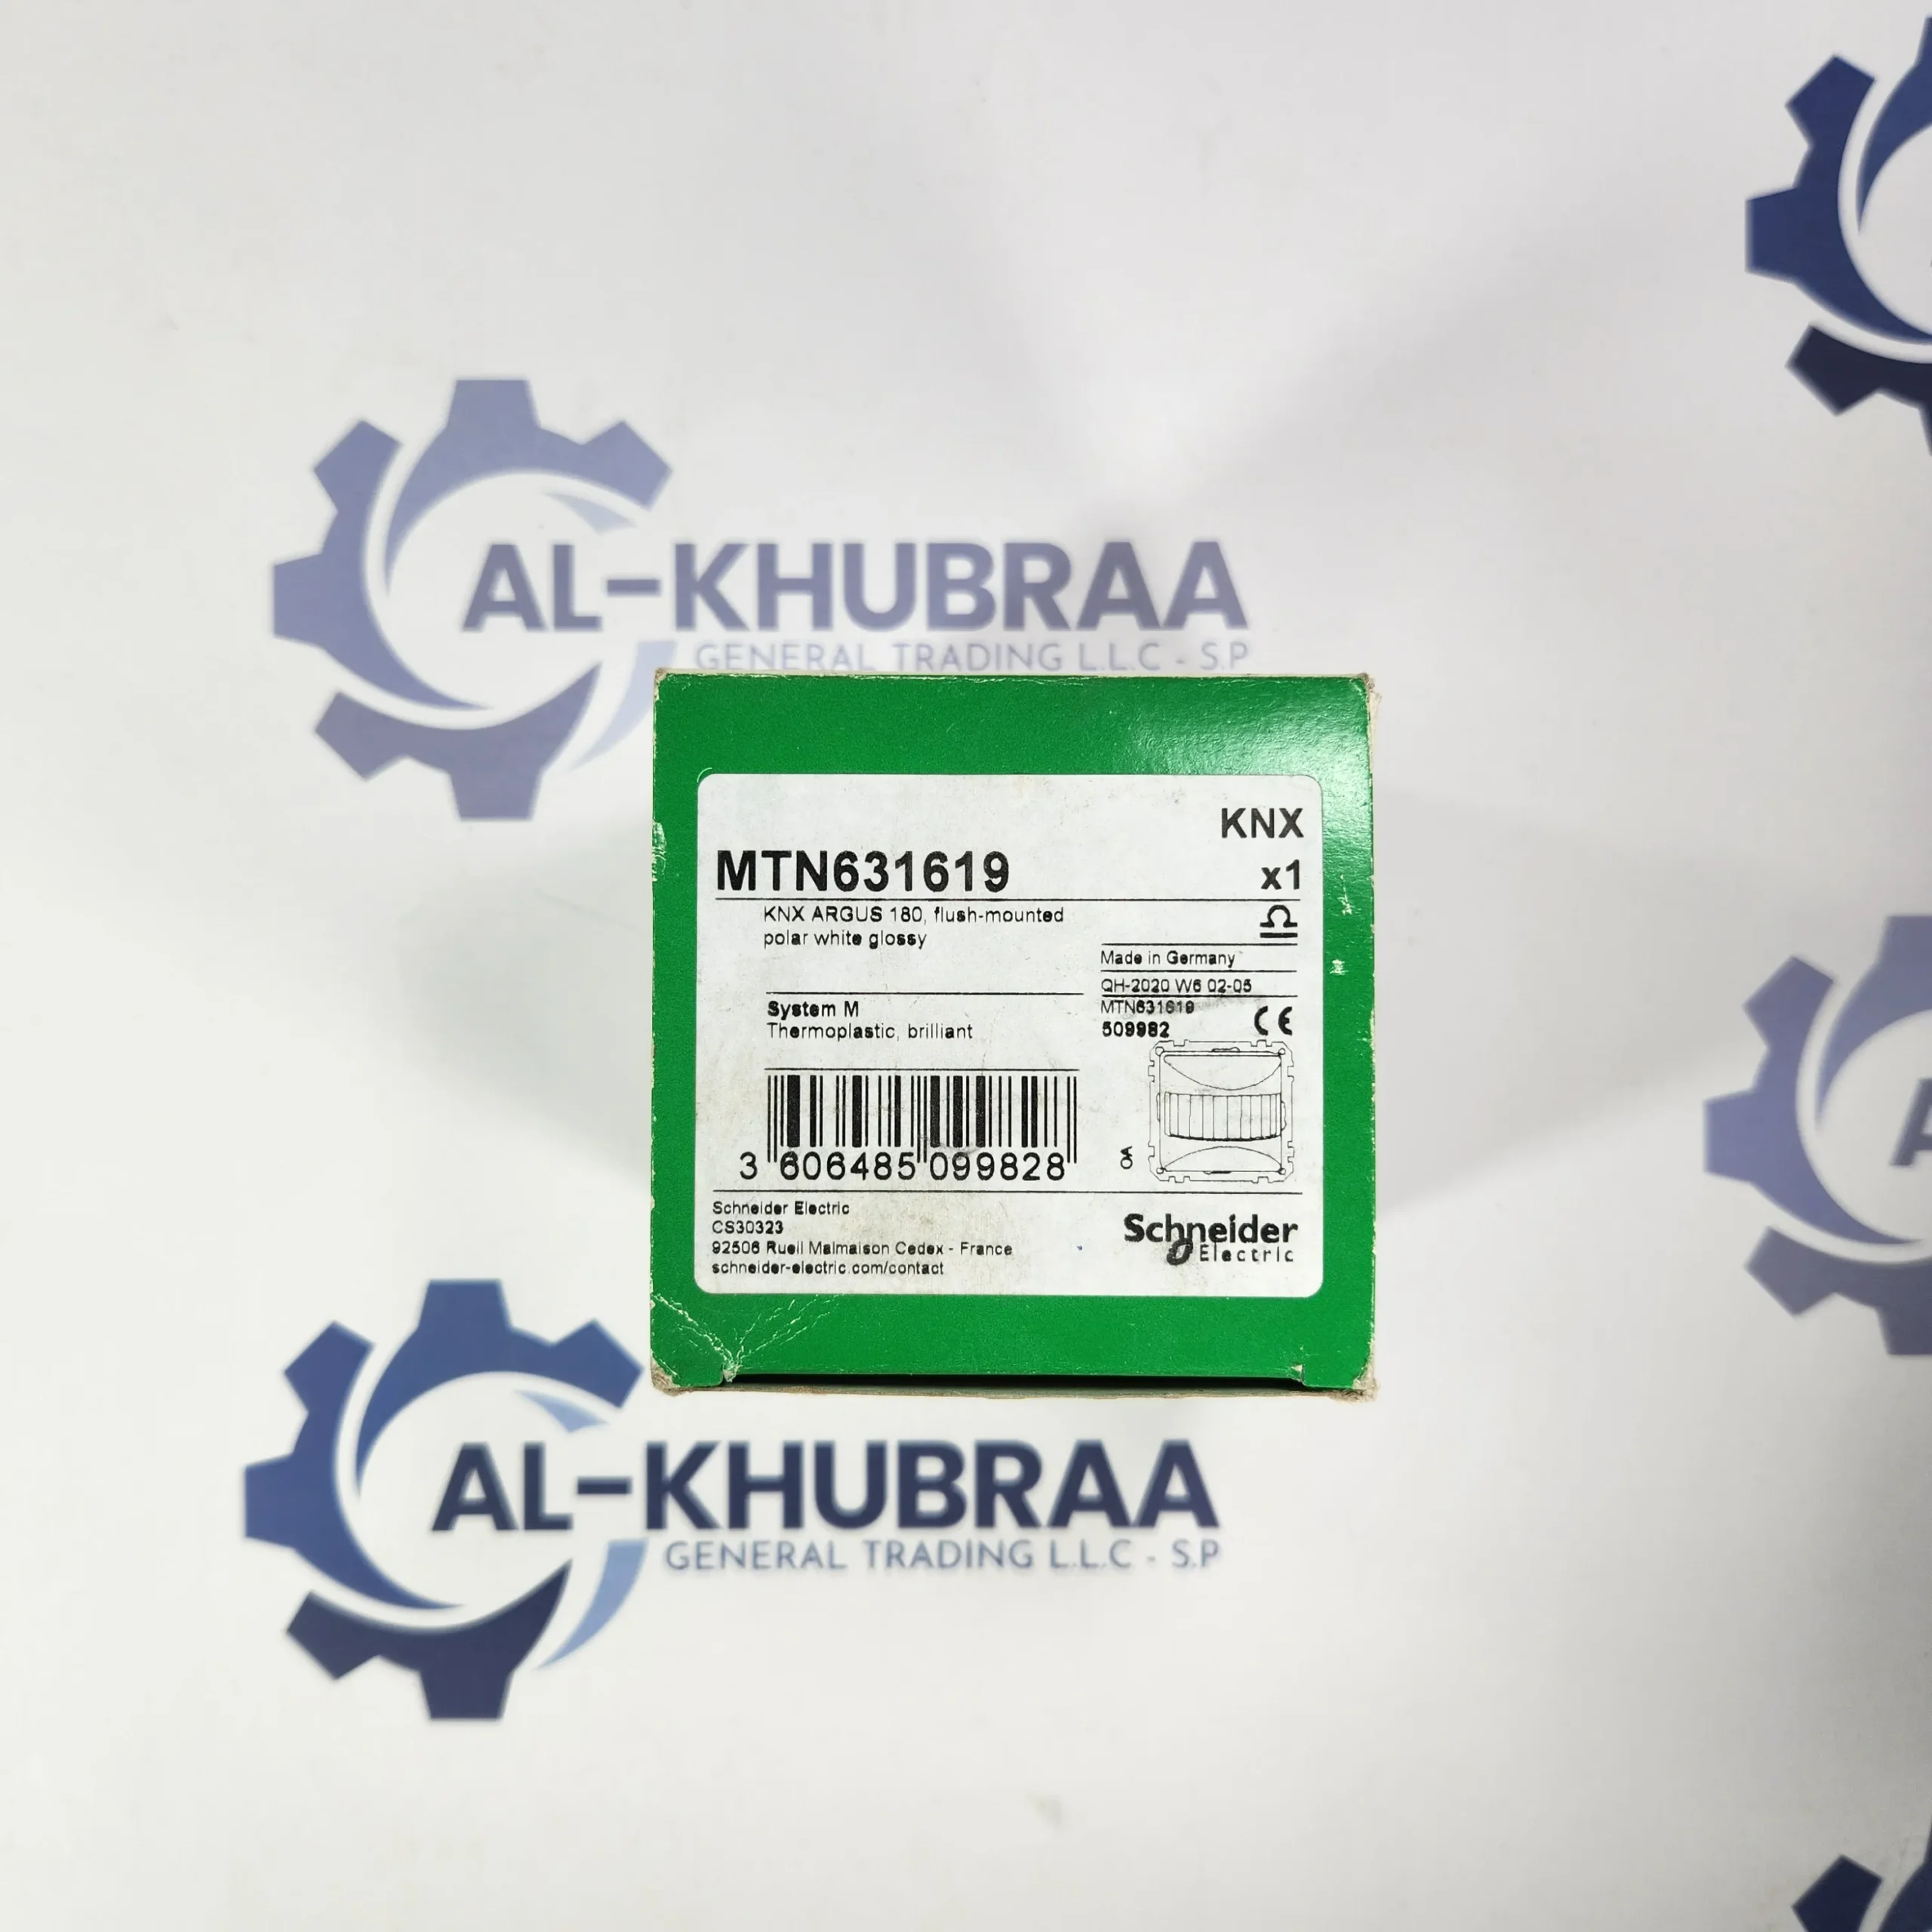 AL-KHUBRAA
GENERAL TRADING L.L.C - S.P
KNX
MTN631619
x1
KNX ARGUS 180, flush-mounted
polar white glossy
Made in Germany
QH-2020 W6 02-05
MTN631619
509982
CE
System M
Thermoplastic, brilliant
OA
3 606485 099828
Schneider Electric
CS30323
92506 Rueil Malmaison Cedex - France
schneider-electric.com/contact
Schneider
Electric
AL-KHUBRAA
GENERAL TRADING L.L.C - S.P